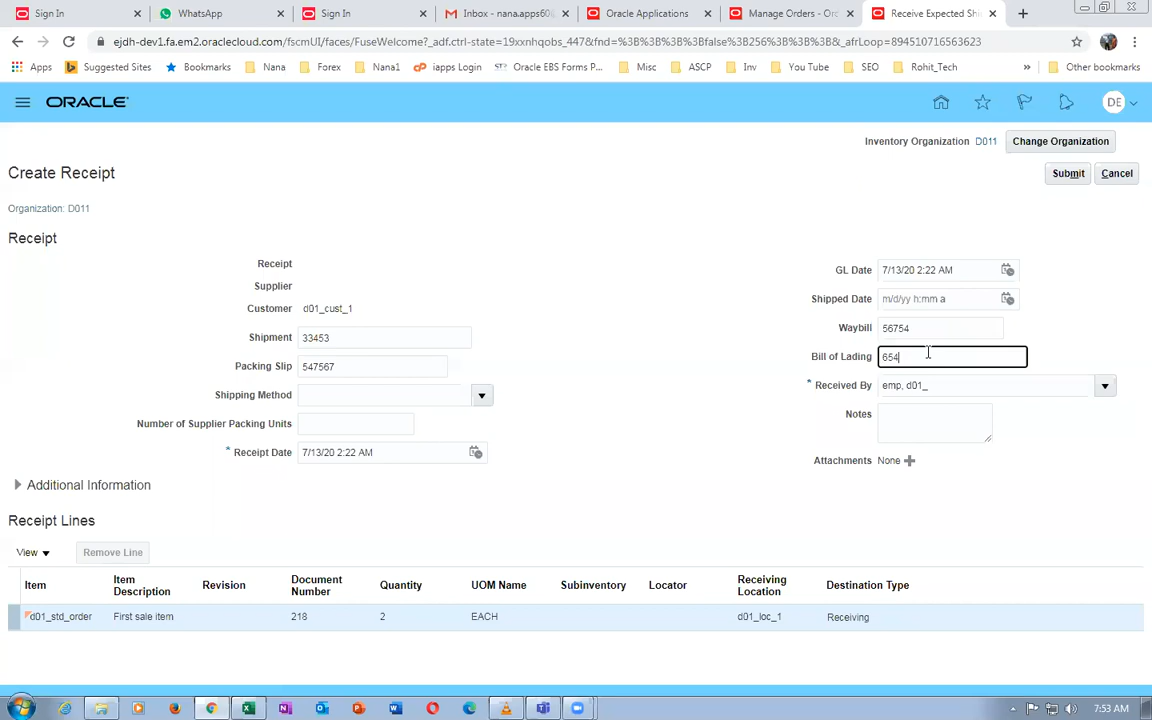 Sign In
WhatsApp
Sign In
Inbox - nana.apps60@
Oracle Applications
Manage Orders - Orc
Receive Expected Shi
ejdh-dev1.fa.em2.oraclecloud.com/fscmUI/faces/FuseWelcome?_adf.ctrl-state=19xxnhqobs_447&fnd=%3B%3B%3B%3Bfalse%3B256%3B%3B%3B&_afrLoop=894510716563623
Apps
Suggested Sites
Bookmarks
Nana
Forex
Nana1
iapps Login
Oracle EBS Forms P...
Misc
ASCP
Inv
You Tube
SEO
Rohit_Tech
»
Other bookmarks
ORACLE
DE
Inventory Organization D011 Change Organization
Create Receipt
Submit Cancel
Organization: D011
Receipt
Receipt
Supplier
Customer d01_cust_1
Shipment 33453
Packing Slip 547567
Shipping Method
Number of Supplier Packing Units
* Receipt Date 7/13/20 2:22 AM
GL Date 7/13/20 2:22 AM
Shipped Date m/d/yy h:mm a
Waybill 56754
Bill of Lading 654
* Received By emp, d01_
Notes
Attachments None
Additional Information
Receipt Lines
View Remove Line
Item Item Description Revision Document Number Quantity UOM Name Subinventory Locator Receiving Location Destination Type
d01_std_order First sale item 218 2 EACH d01_loc_1 Receiving
7:53 AM